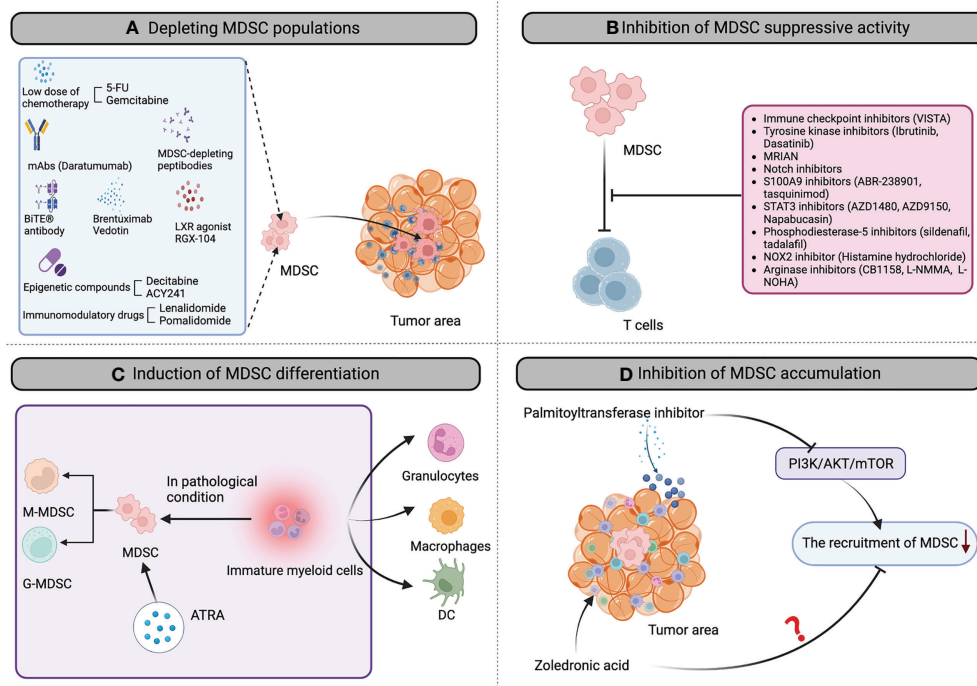 A Depleting MDSC populations
Low dose of
chemotherapy
5-FU
Gemcitabine
mAbs (Daratumumab)
MDSC-depleting
peptibodies
BiTE®
antibody
Brentuximab
Vedotin
LXR agonist
RGX-104
Epigenetic compounds
Decitabine
ACY241
Immunomodulatory drugs
Lenalidomide
Pomalidomide
MDSC
Tumor area
B Inhibition of MDSC suppressive activity
MDSC
T cells
• Immune checkpoint inhibitors (VISTA)
• Tyrosine kinase inhibitors (Ibrutinib,
Dasatinib)
• MRIAN
• Notch inhibitors
• S100A9 inhibitors (ABR-238901,
tasquinimod)
• STAT3 inhibitors (AZD1480, AZD9150,
Napabucasin)
• Phosphodiesterase-5 inhibitors (sildenafil,
tadalafil)
• NOX2 inhibitor (Histamine hydrochloride)
• Arginase inhibitors (CB1158, L-NMMA, L-
NOHA)
C Induction of MDSC differentiation
M-MDSC
G-MDSC
MDSC
In pathological
condition
Immature myeloid cells
ATRA
Granulocytes
Macrophages
DC
D Inhibition of MDSC accumulation
Palmitoyltransferase inhibitor
PI3K/AKT/mTOR
The recruitment of MDSC
Tumor area
?
Zoledronic acid